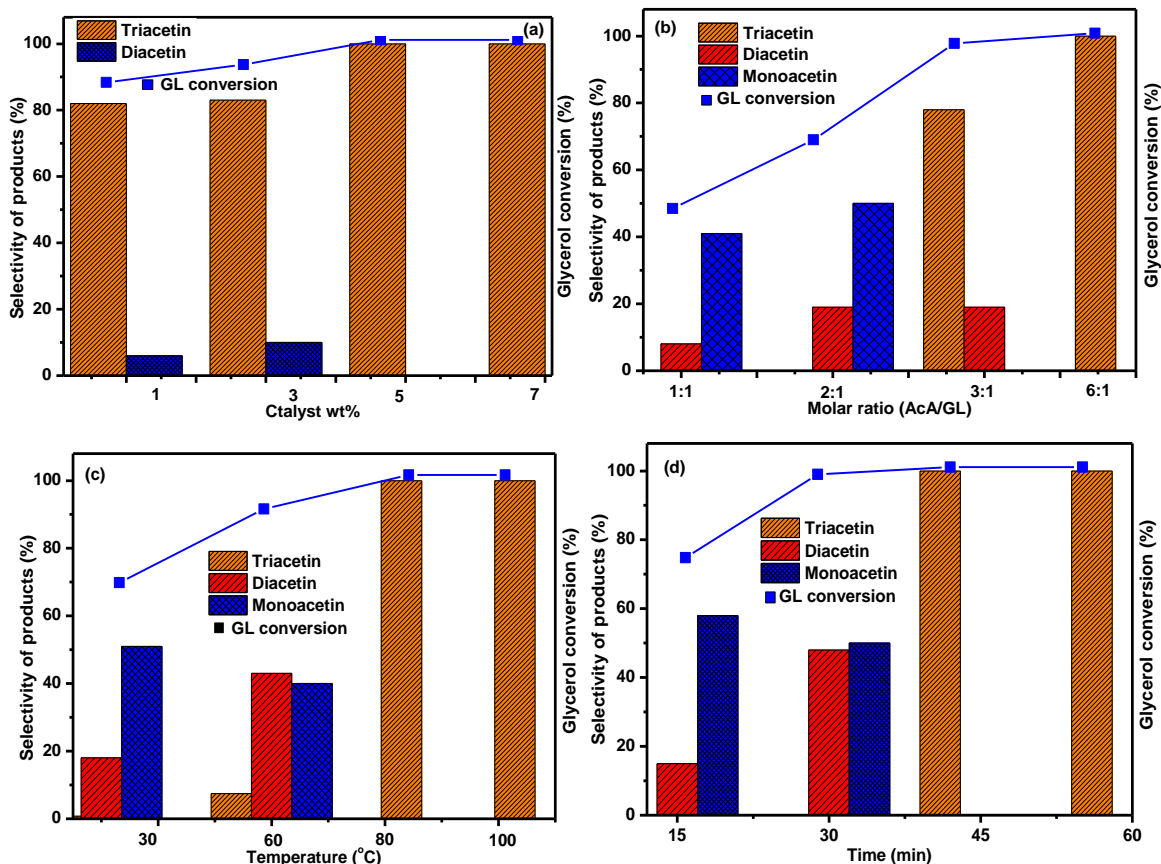 (a)
Triacetin
Diacetin
GL conversion
Selectivity of products (%)
100
80
60
40
20
0
1
3
5
7
Ctalyst wt%
Glycerol conversion (%)
(b)
Triacetin
Diacetin
Monoacetin
GL conversion
Selectivity of products (%)
100
80
60
40
20
0
1:1
2:1
3:1
6:1
Molar ratio (AcA/GL)
Glycerol conversion (%)
(c)
Triacetin
Diacetin
Monoacetin
GL conversion
Selectivity of products (%)
100
80
60
40
20
0
30
60
80
100
Temperature (°C)
Glycerol conversion (%)
(d)
Triacetin
Diacetin
Monoacetin
GL conversion
Selectivity of products (%)
100
80
60
40
20
0
15
30
45
60
Time (min)
Glycerol conversion (%)